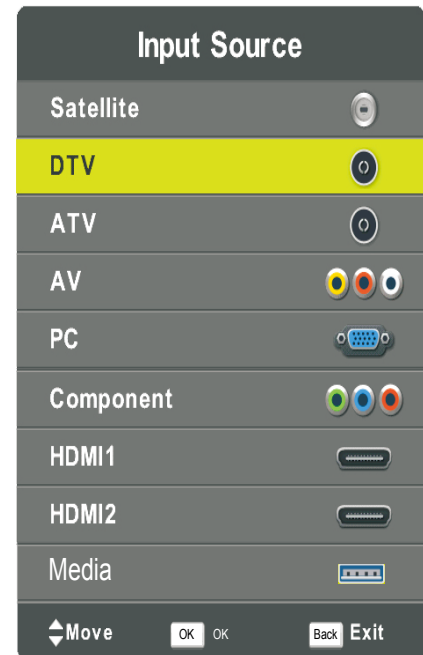 Input Source
Satellite
DTV
ATV
AV
PC
Component
HDMI1
HDMI2
Media
Move OK OK Back Exit